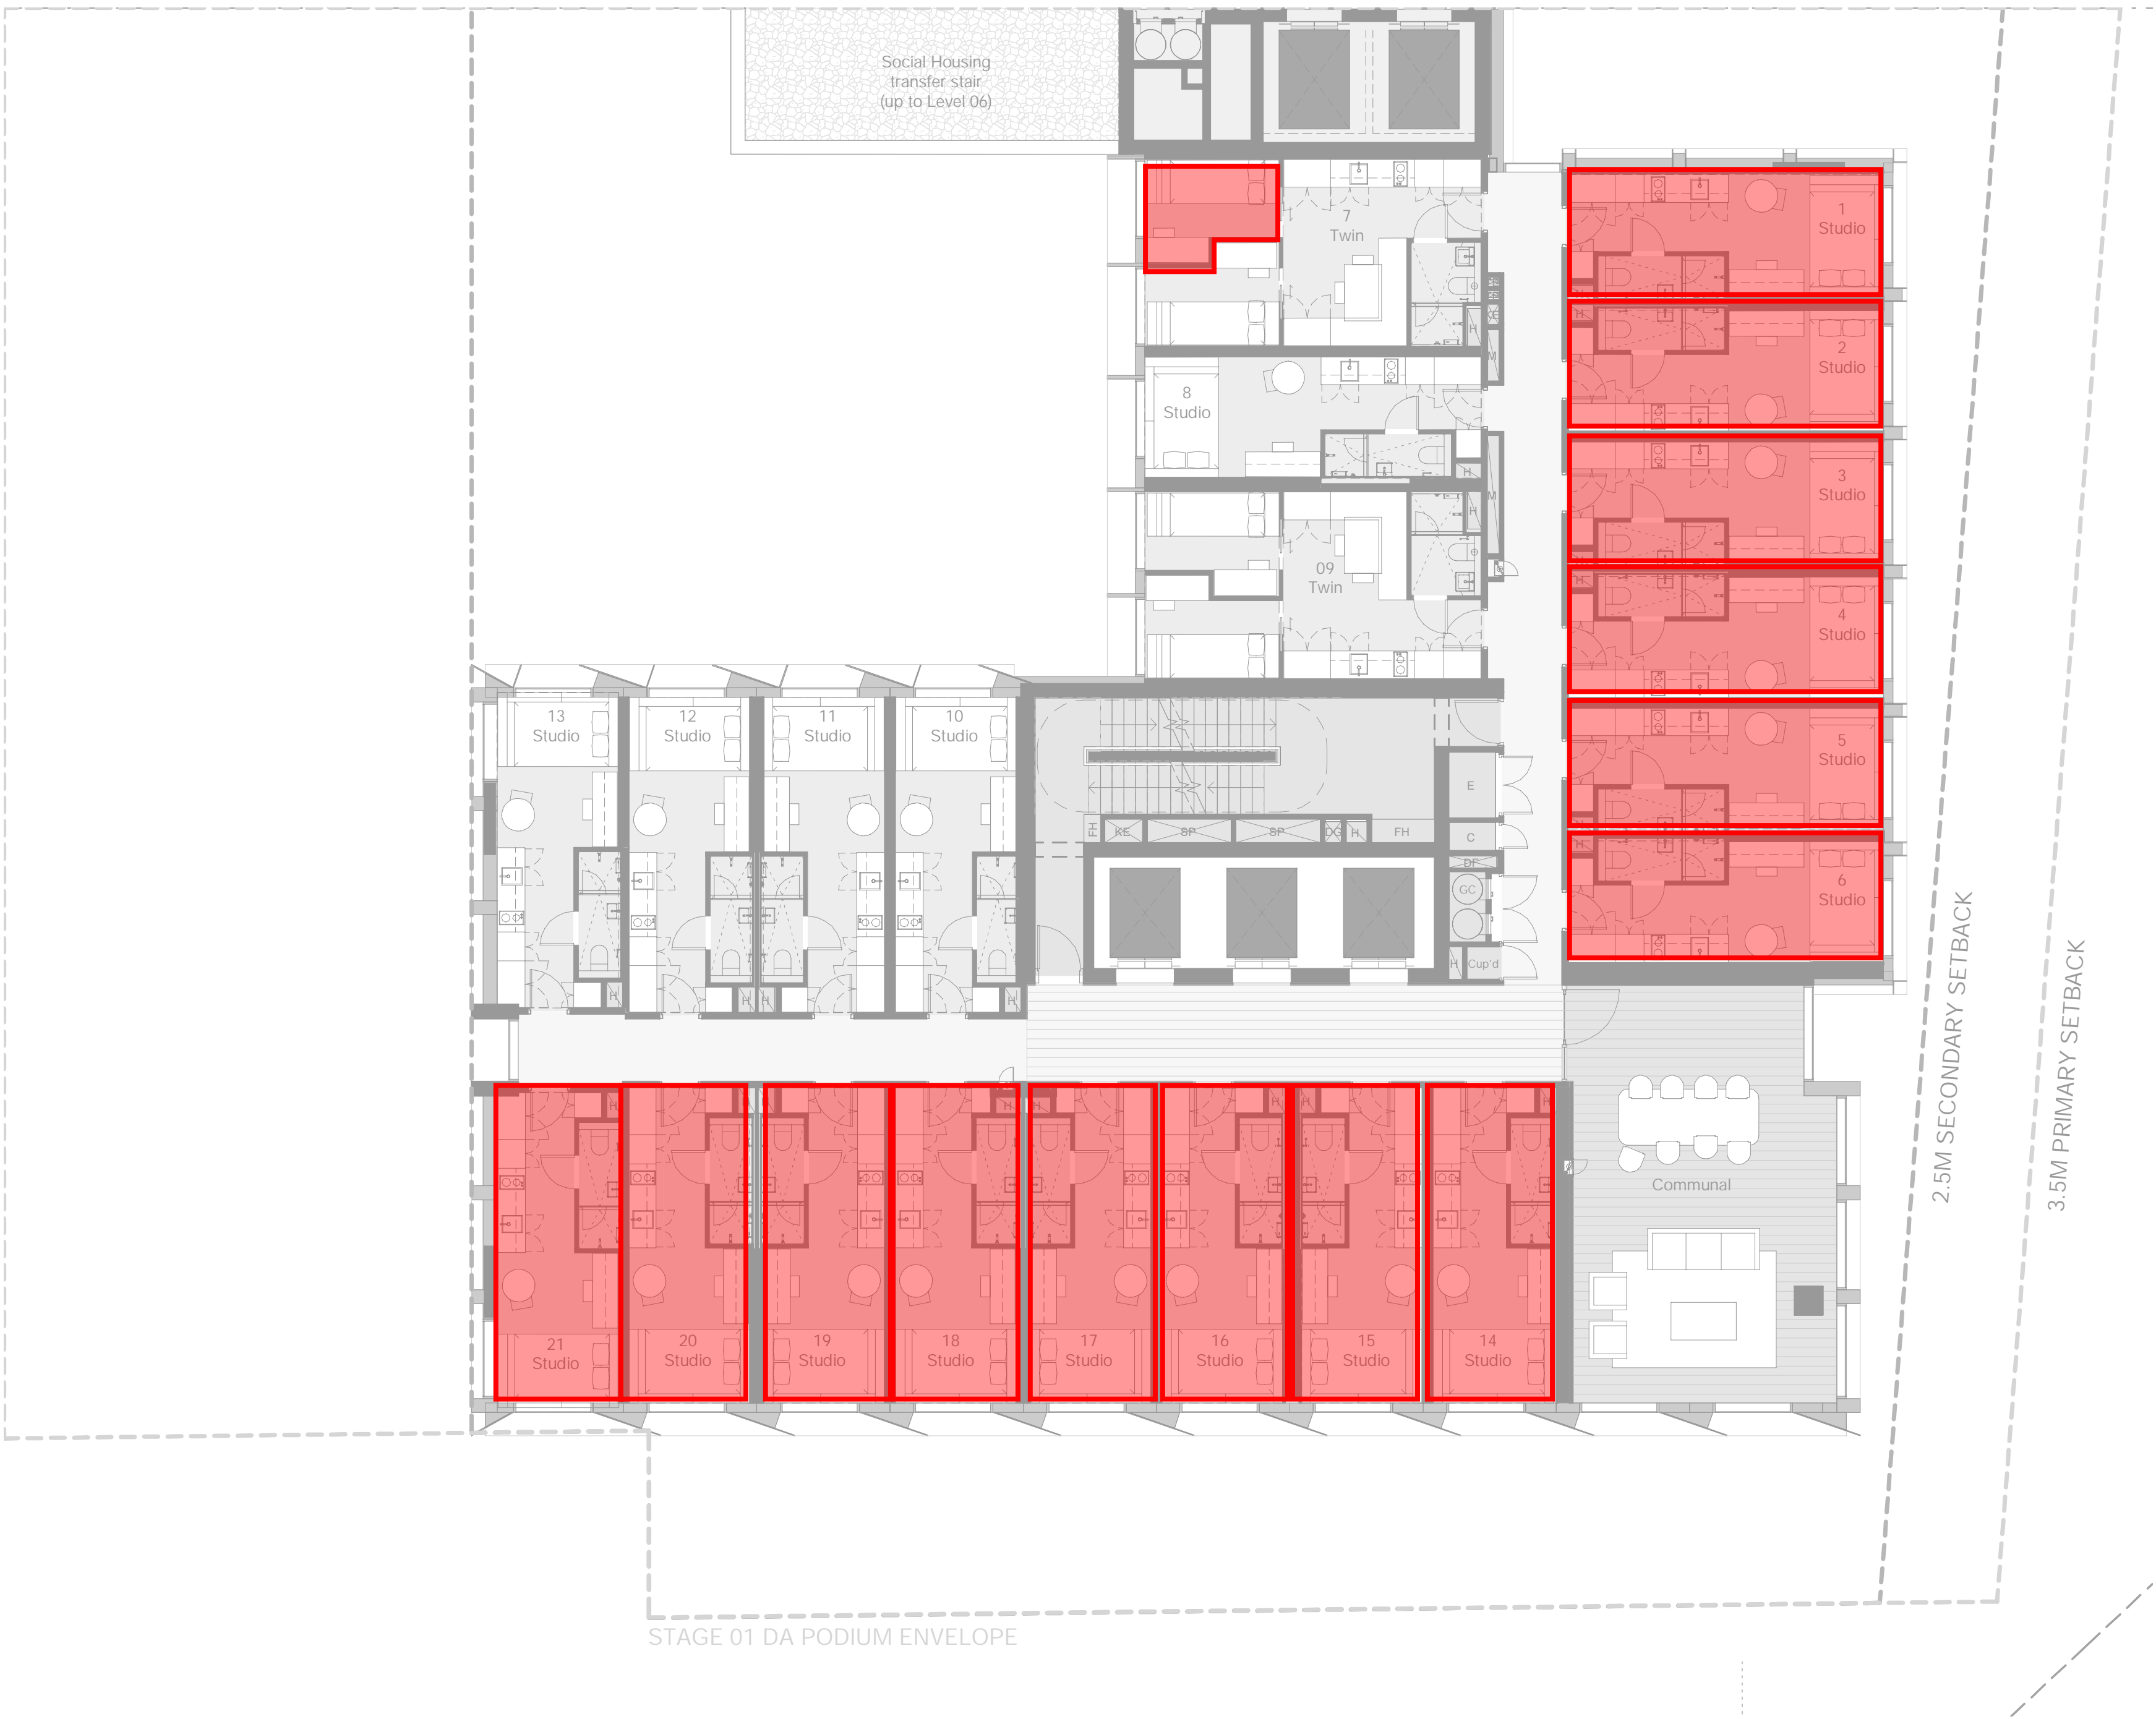 Social Housing
transfer stair
(up to Level 06)
7
Twin
1
Studio
H
KE
H
M
H
2
Studio
8
Studio
H
M
H
3
Studio
09
Twin
H
4
Studio
13
Studio
12
Studio
11
Studio
10
Studio
5
Studio
E
FH
KE
SP
SP
DG
H
FH
C
DF
GC
H
6
Studio
H
Cup'd
H
H
H
H
2.5M SECONDARY SETBACK
3.5M PRIMARY SETBACK
H
H
H
H
H
H
Communal
21
Studio
20
Studio
19
Studio
18
Studio
17
Studio
16
Studio
15
Studio
14
Studio
STAGE 01 DA PODIUM ENVELOPE